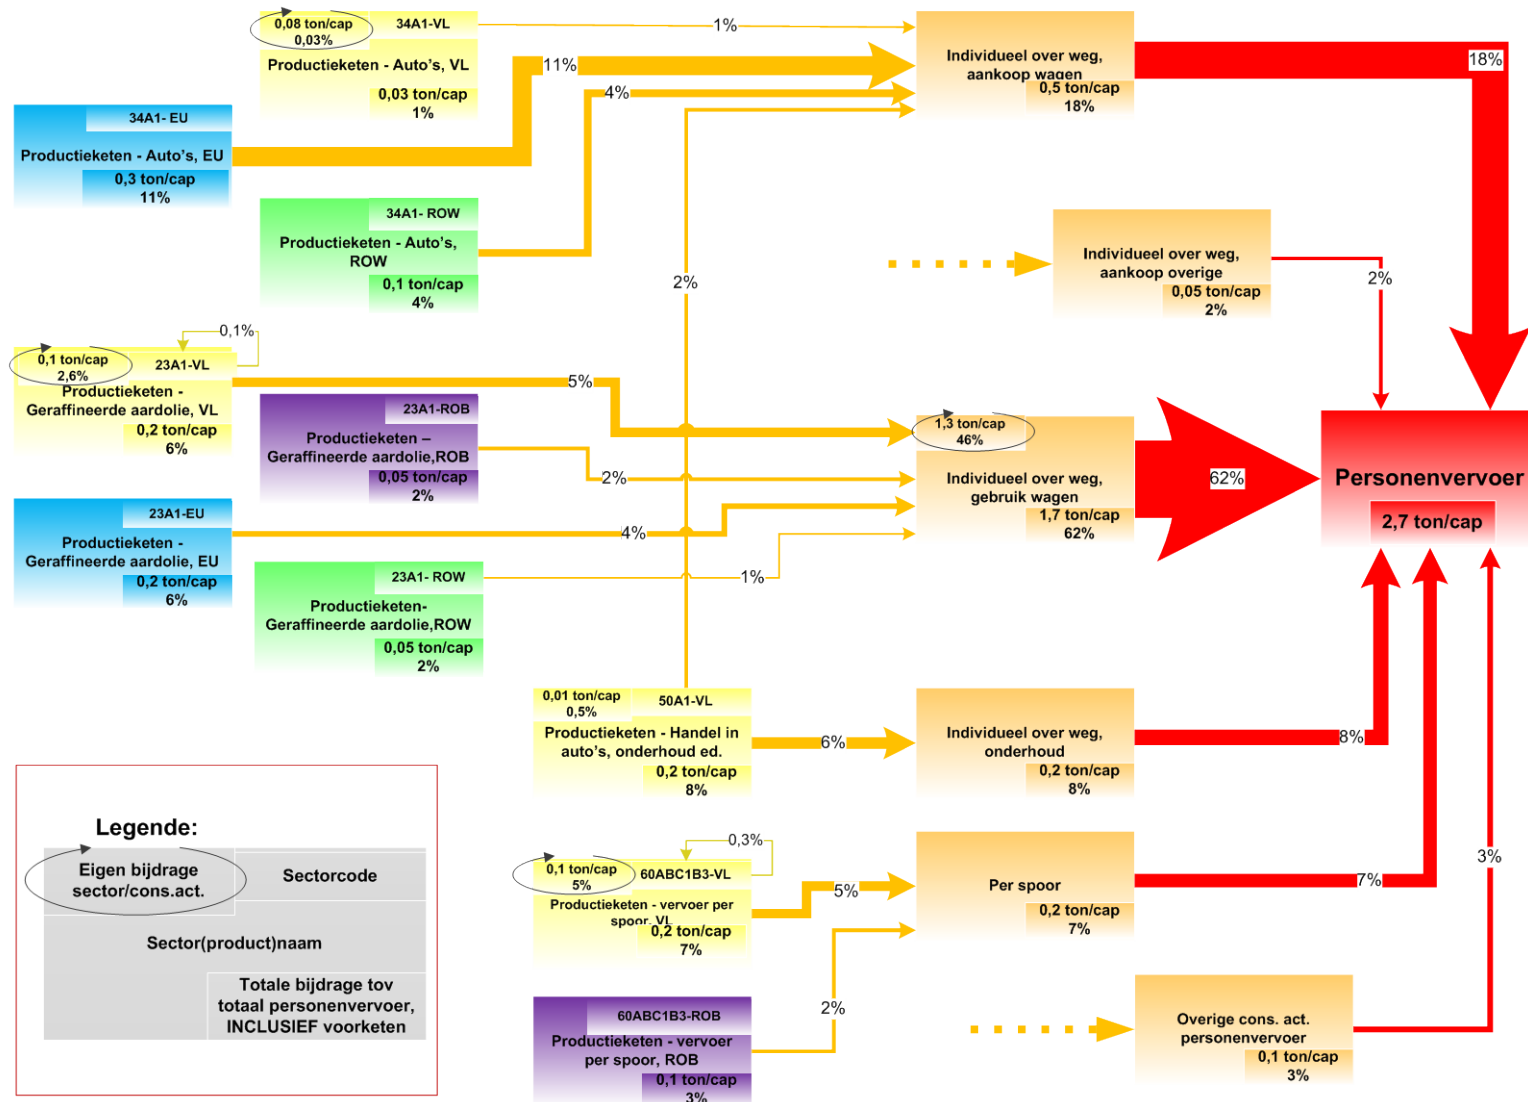 0,08 ton/cap
0,03%
34A1-VL
Productieketen - Auto's, VL
0,03 ton/cap
1%
1%
11%
4%
Individueel over weg,
aankoop wagen
0,5 ton/cap
18%
18%
34A1- EU
Productieketen - Auto's, EU
0,3 ton/cap
11%
34A1- ROW
Productieketen - Auto's,
ROW
0,1 ton/cap
4%
2%
Individueel over weg,
aankoop overige
0,05 ton/cap
2%
2%
0,1%
0,1 ton/cap
2,6%
23A1-VL
Productieketen -
Geraffineerde aardolie, VL
0,2 ton/cap
6%
5%
23A1-ROB
Productieketen –
Geraffineerde aardolie,ROB
0,05 ton/cap
2%
2%
1,3 ton/cap
46%
Individueel over weg,
gebruik wagen
1,7 ton/cap
62%
62%
Personenvervoer
2,7 ton/cap
23A1-EU
Productieketen -
Geraffineerde aardolie, EU
0,2 ton/cap
6%
4%
23A1- ROW
Productieketen-
Geraffineerde aardolie,ROW
0,05 ton/cap
2%
1%
0,01 ton/cap
0,5%
50A1-VL
Productieketen - Handel in
auto's, onderhoud ed.
0,2 ton/cap
8%
6%
Individueel over weg,
onderhoud
0,2 ton/cap
8%
8%
0,3%
0,1 ton/cap
5%
60ABC1B3-VL
Productieketen - vervoer per
spoor, VL
0,2 ton/cap
7%
5%
Per spoor
0,2 ton/cap
7%
7%
3%
2%
60ABC1B3-ROB
Productieketen - vervoer
per spoor, ROB
0,1 ton/cap
3%
Overige cons. act.
personenvervoer
0,1 ton/cap
3%
Legende:
Eigen bijdrage
sector/cons.act.
Sectorcode
Sector(product)naam
Totale bijdrage tov
totaal personenvervoer,
INCLUSIEF voorketen